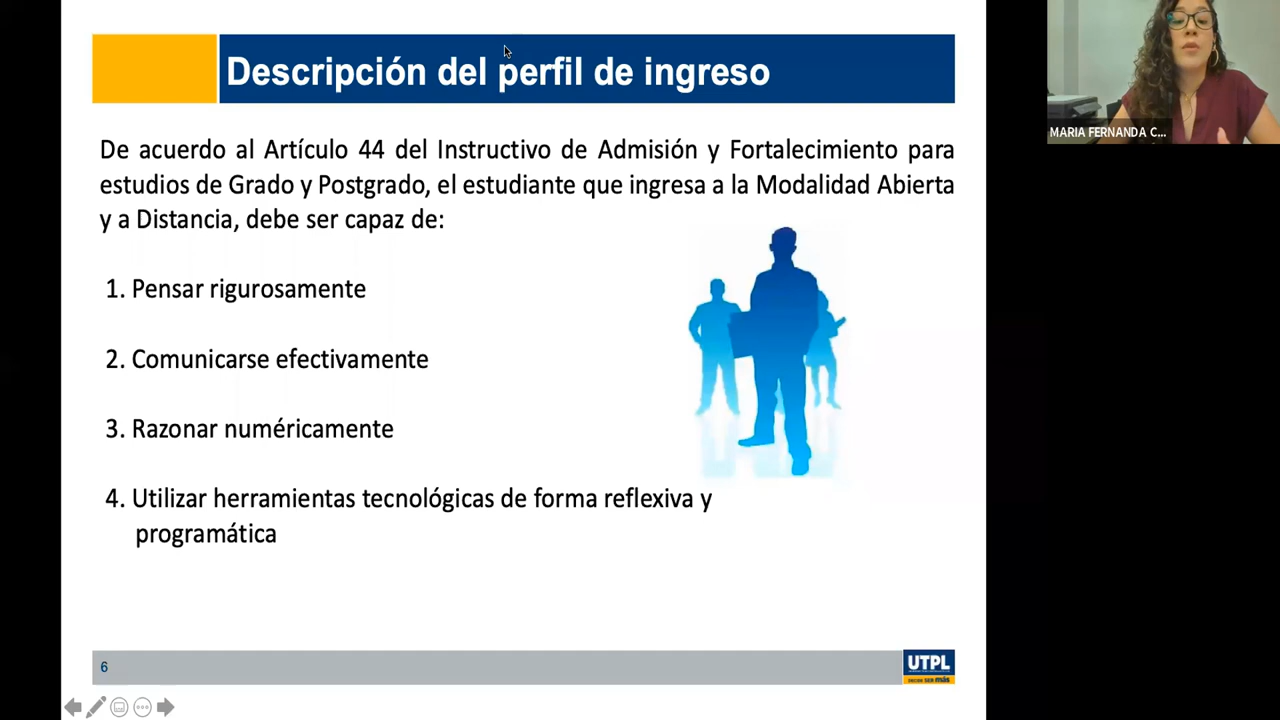 Descripción del perfil de ingreso
MARIA FERNANDA C...
De acuerdo al Artículo 44 del Instructivo de Admisión y Fortalecimiento para
estudios de Grado y Postgrado, el estudiante que ingresa a la Modalidad Abierta
y a Distancia, debe ser capaz de:
1. Pensar rigurosamente
2. Comunicarse efectivamente
3. Razonar numéricamente
4. Utilizar herramientas tecnológicas de forma reflexiva y
programática
6
UTPL